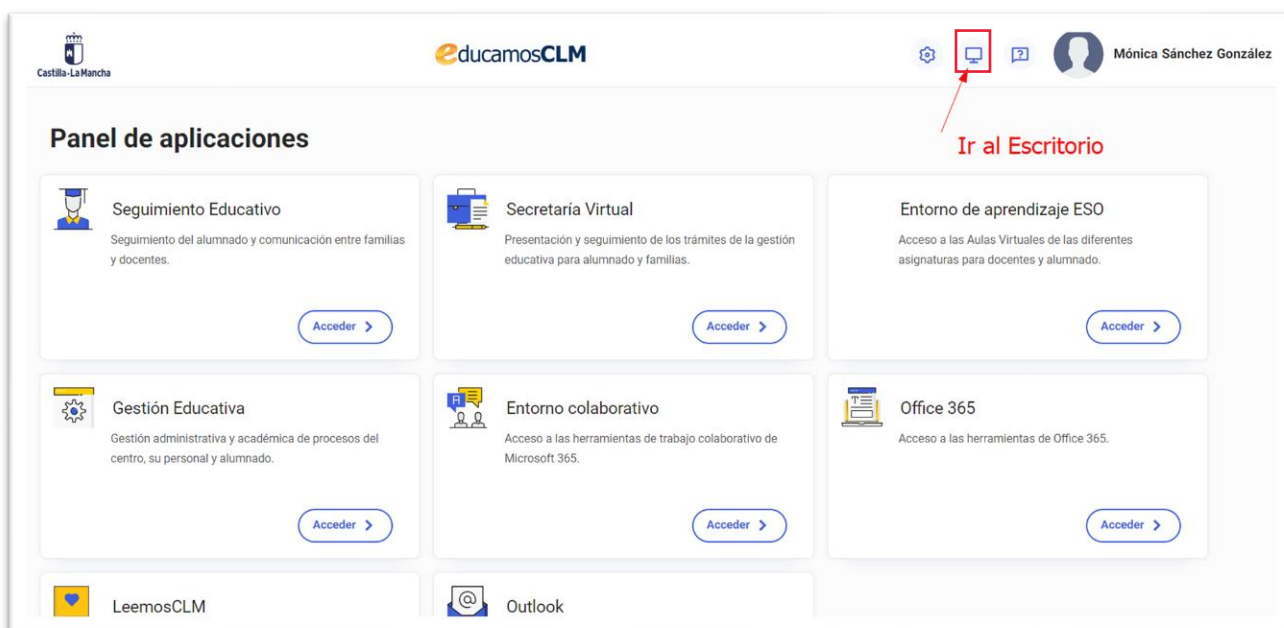 Castilla-La Mancha
educamosCLM
Mónica Sánchez González
Panel de aplicaciones
Ir al Escritorio
Seguimiento Educativo
Seguimiento del alumnado y comunicación entre familias
y docentes.
Acceder
Secretaría Virtual
Presentación y seguimiento de los trámites de la gestión
educativa para alumnado y familias.
Acceder
Entorno de aprendizaje ESO
Acceso a las Aulas Virtuales de las diferentes
asignaturas para docentes y alumnado.
Acceder
Gestión Educativa
Gestión administrativa y académica de procesos del
centro, su personal y alumnado.
Acceder
Entorno colaborativo
Acceso a las herramientas de trabajo colaborativo de
Microsoft 365.
Acceder
Office 365
Acceso a las herramientas de Office 365.
Acceder
LeemosCLM
Outlook